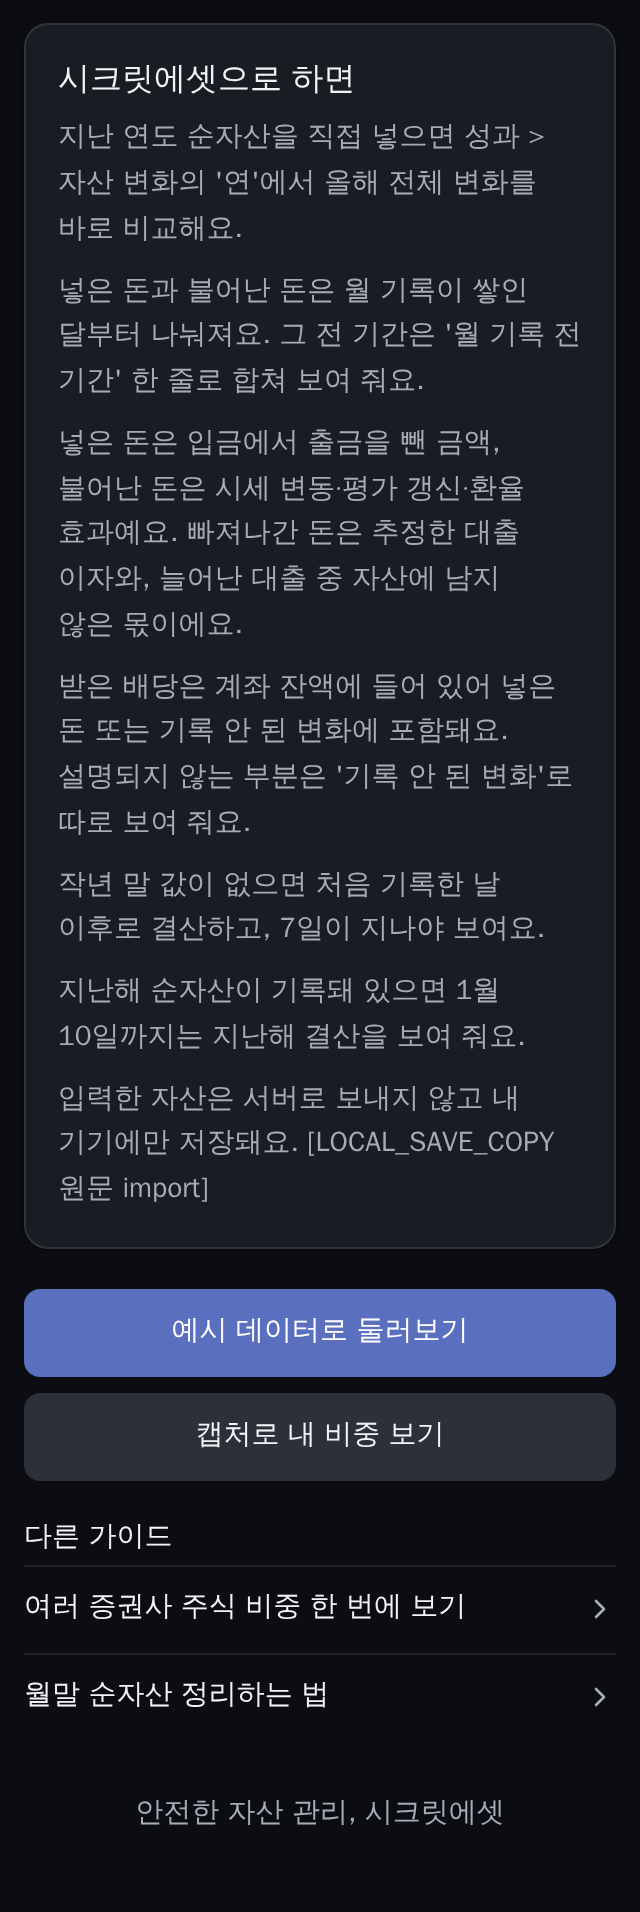 시크릿에셋으로 하면
지난 연도 순자산을 직접 넣으면 성과 >
자산 변화의 '연'에서 올해 전체 변화를
바로 비교해요.
넣은 돈과 불어난 돈은 월 기록이 쌓인
달부터 나눠져요. 그 전 기간은 '월 기록 전
기간' 한 줄로 합쳐 보여 줘요.
넣은 돈은 입금에서 출금을 뺀 금액,
불어난 돈은 시세 변동·평가 갱신·환율
효과예요. 빠져나간 돈은 추정한 대출
이자와, 늘어난 대출 중 자산에 남지
않은 몫이에요.
받은 배당은 계좌 잔액에 들어 있어 넣은
돈 또는 기록 안 된 변화에 포함돼요.
설명되지 않는 부분은 '기록 안 된 변화'로
따로 보여 줘요.
작년 말 값이 없으면 처음 기록한 날
이후로 결산하고, 7일이 지나야 보여요.
지난해 순자산이 기록돼 있으면 1월
10일까지는 지난해 결산을 보여 줘요.
입력한 자산은 서버로 보내지 않고 내
기기에만 저장돼요. [LOCAL_SAVE_COPY
원문 import]
예시 데이터로 둘러보기
캡처로 내 비중 보기
다른 가이드
여러 증권사 주식 비중 한 번에 보기
월말 순자산 정리하는 법
안전한 자산 관리, 시크릿에셋